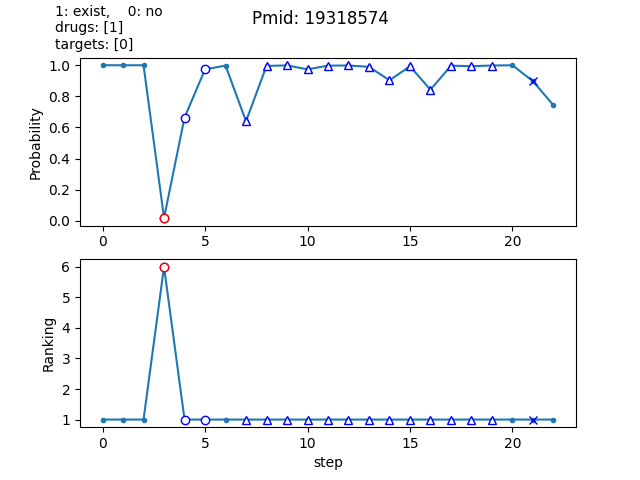 1: exist,    0: no
drugs: [1]
targets: [0]
Pmid: 19318574
Probability
1.0
0.8
0.6
0.4
0.2
0.0
0 5 10 15 20
Ranking
6
5
4
3
2
1
0 5 10 15 20
step